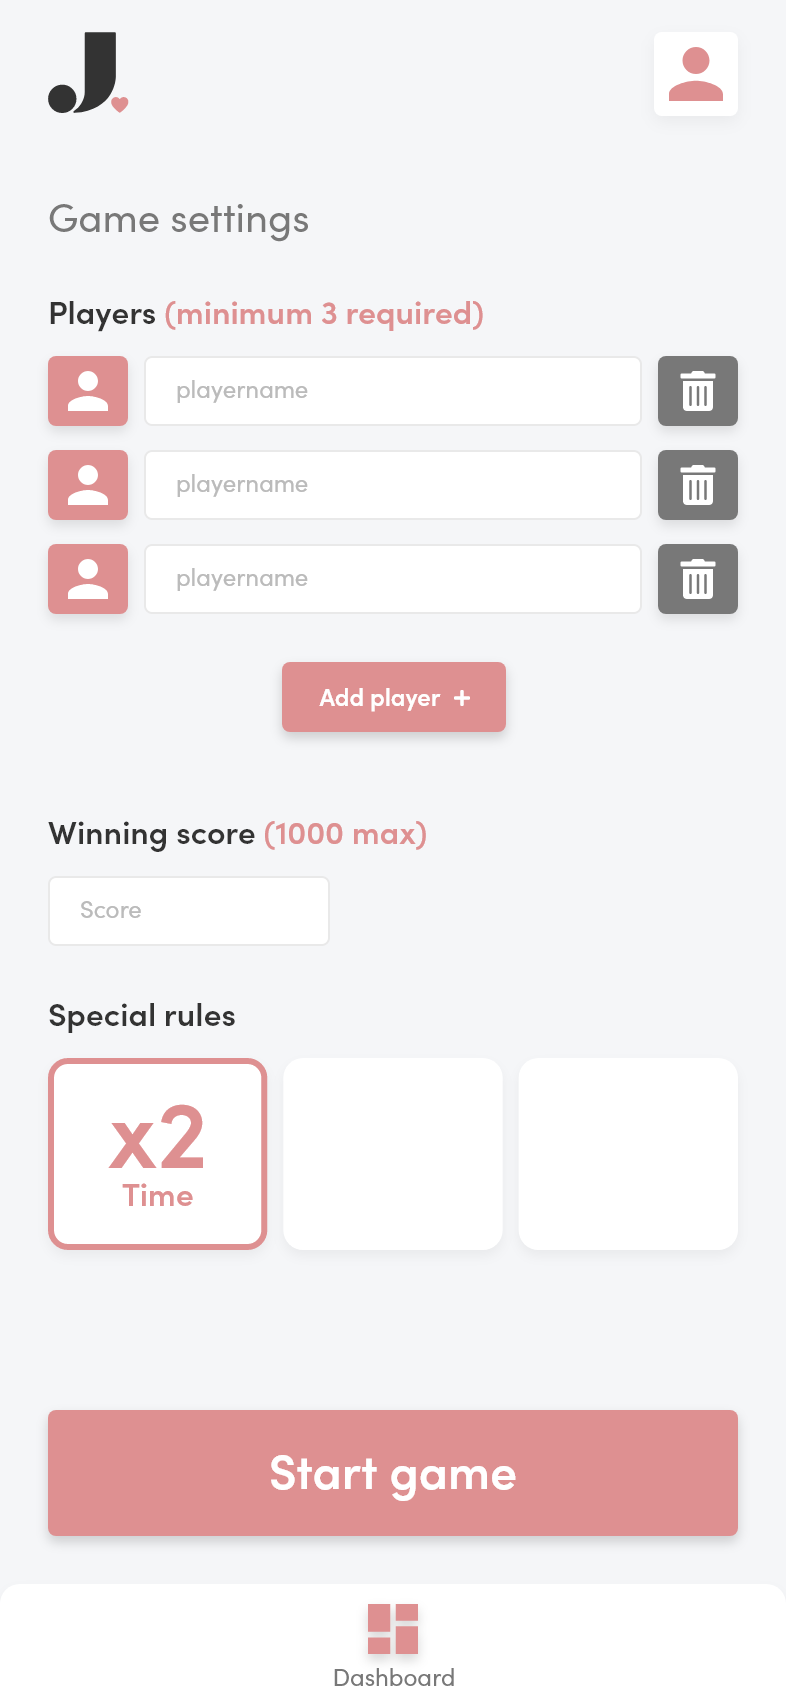 J
Game settings
Players (minimum 3 required)
playername
playername
playername
Add player +
Winning score (1000 max)
Score
Special rules
x2
Time
Start game
Dashboard